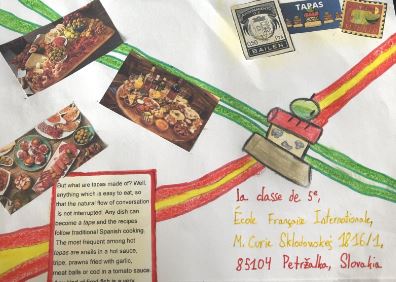 TAPAS
BAILÉN
But what are tapas made of? Well,
anything which is easy to eat, so
that the natural flow of conversation
is not interrupted. Any dish can
become a tapa and the recipes
follow traditional Spanish cooking.
The most frequent among hot
tapas are snails in a hot sauce,
tripe, prawns fried with garlic,
meat balls or cod in a tomato sauce.
la classe de 5e,
École Française Internationale,
M. Curie Sklodowskej 1816/1,
85104 Petržalka, Slovakia